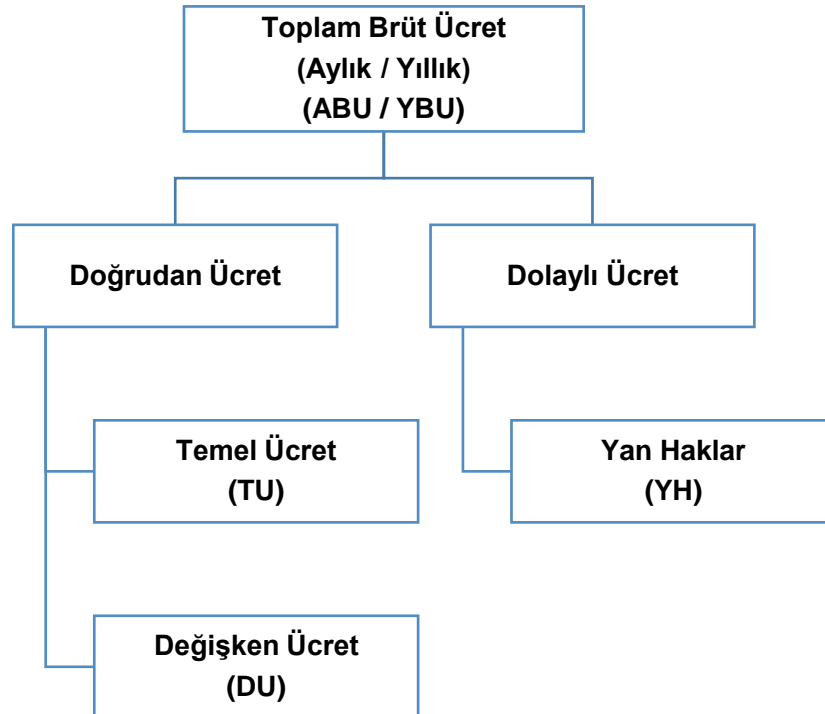 Toplam Brüt Ücret
(Aylık / Yıllık)
(ABU / YBU)
Doğrudan Ücret
Dolaylı Ücret
Temel Ücret
(TU)
Yan Haklar
(YH)
Değişken Ücret
(DU)